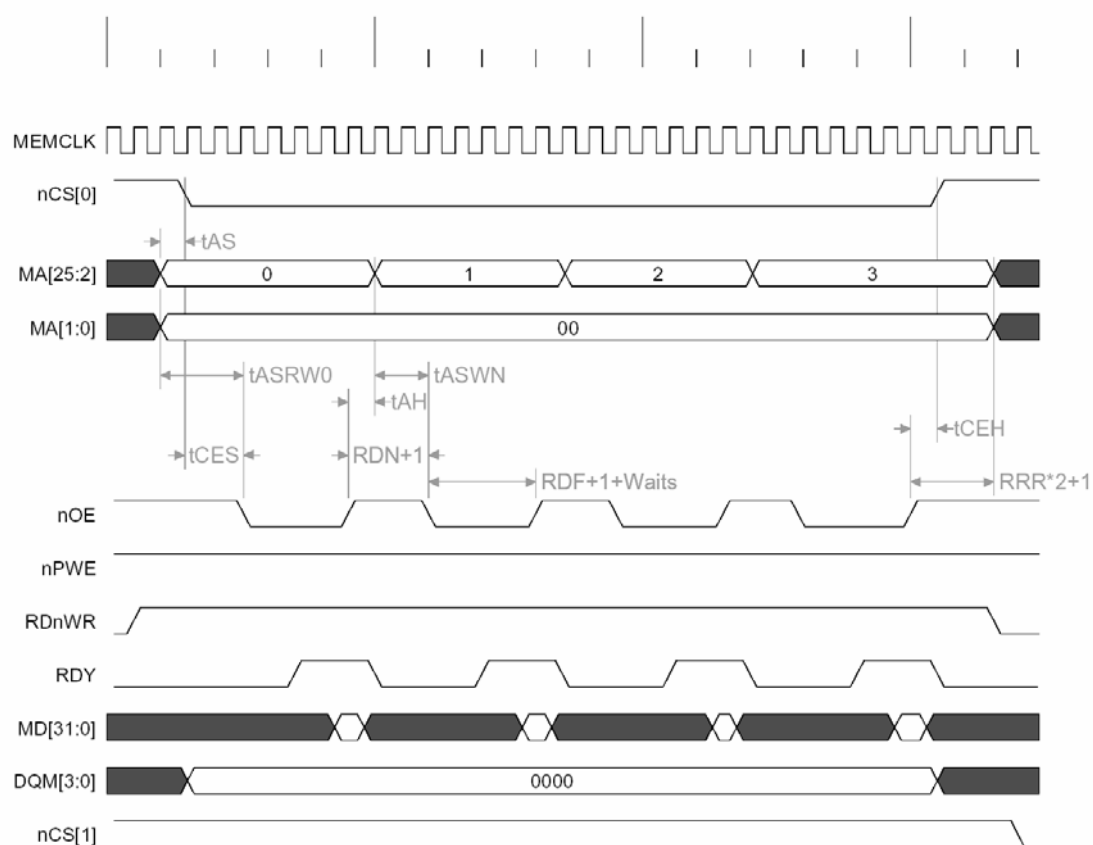 MEMCLK
nCS[0]
tAS
MA[25:2] 0 1 2 3
MA[1:0] 00
tASRW0 tASWN
tAH
tCEH
tCES RDN+1
RDF+1+Waits RRR*2+1
nOE
nPWE
RDnWR
RDY
MD[31:0]
DQM[3:0] 0000
nCS[1]